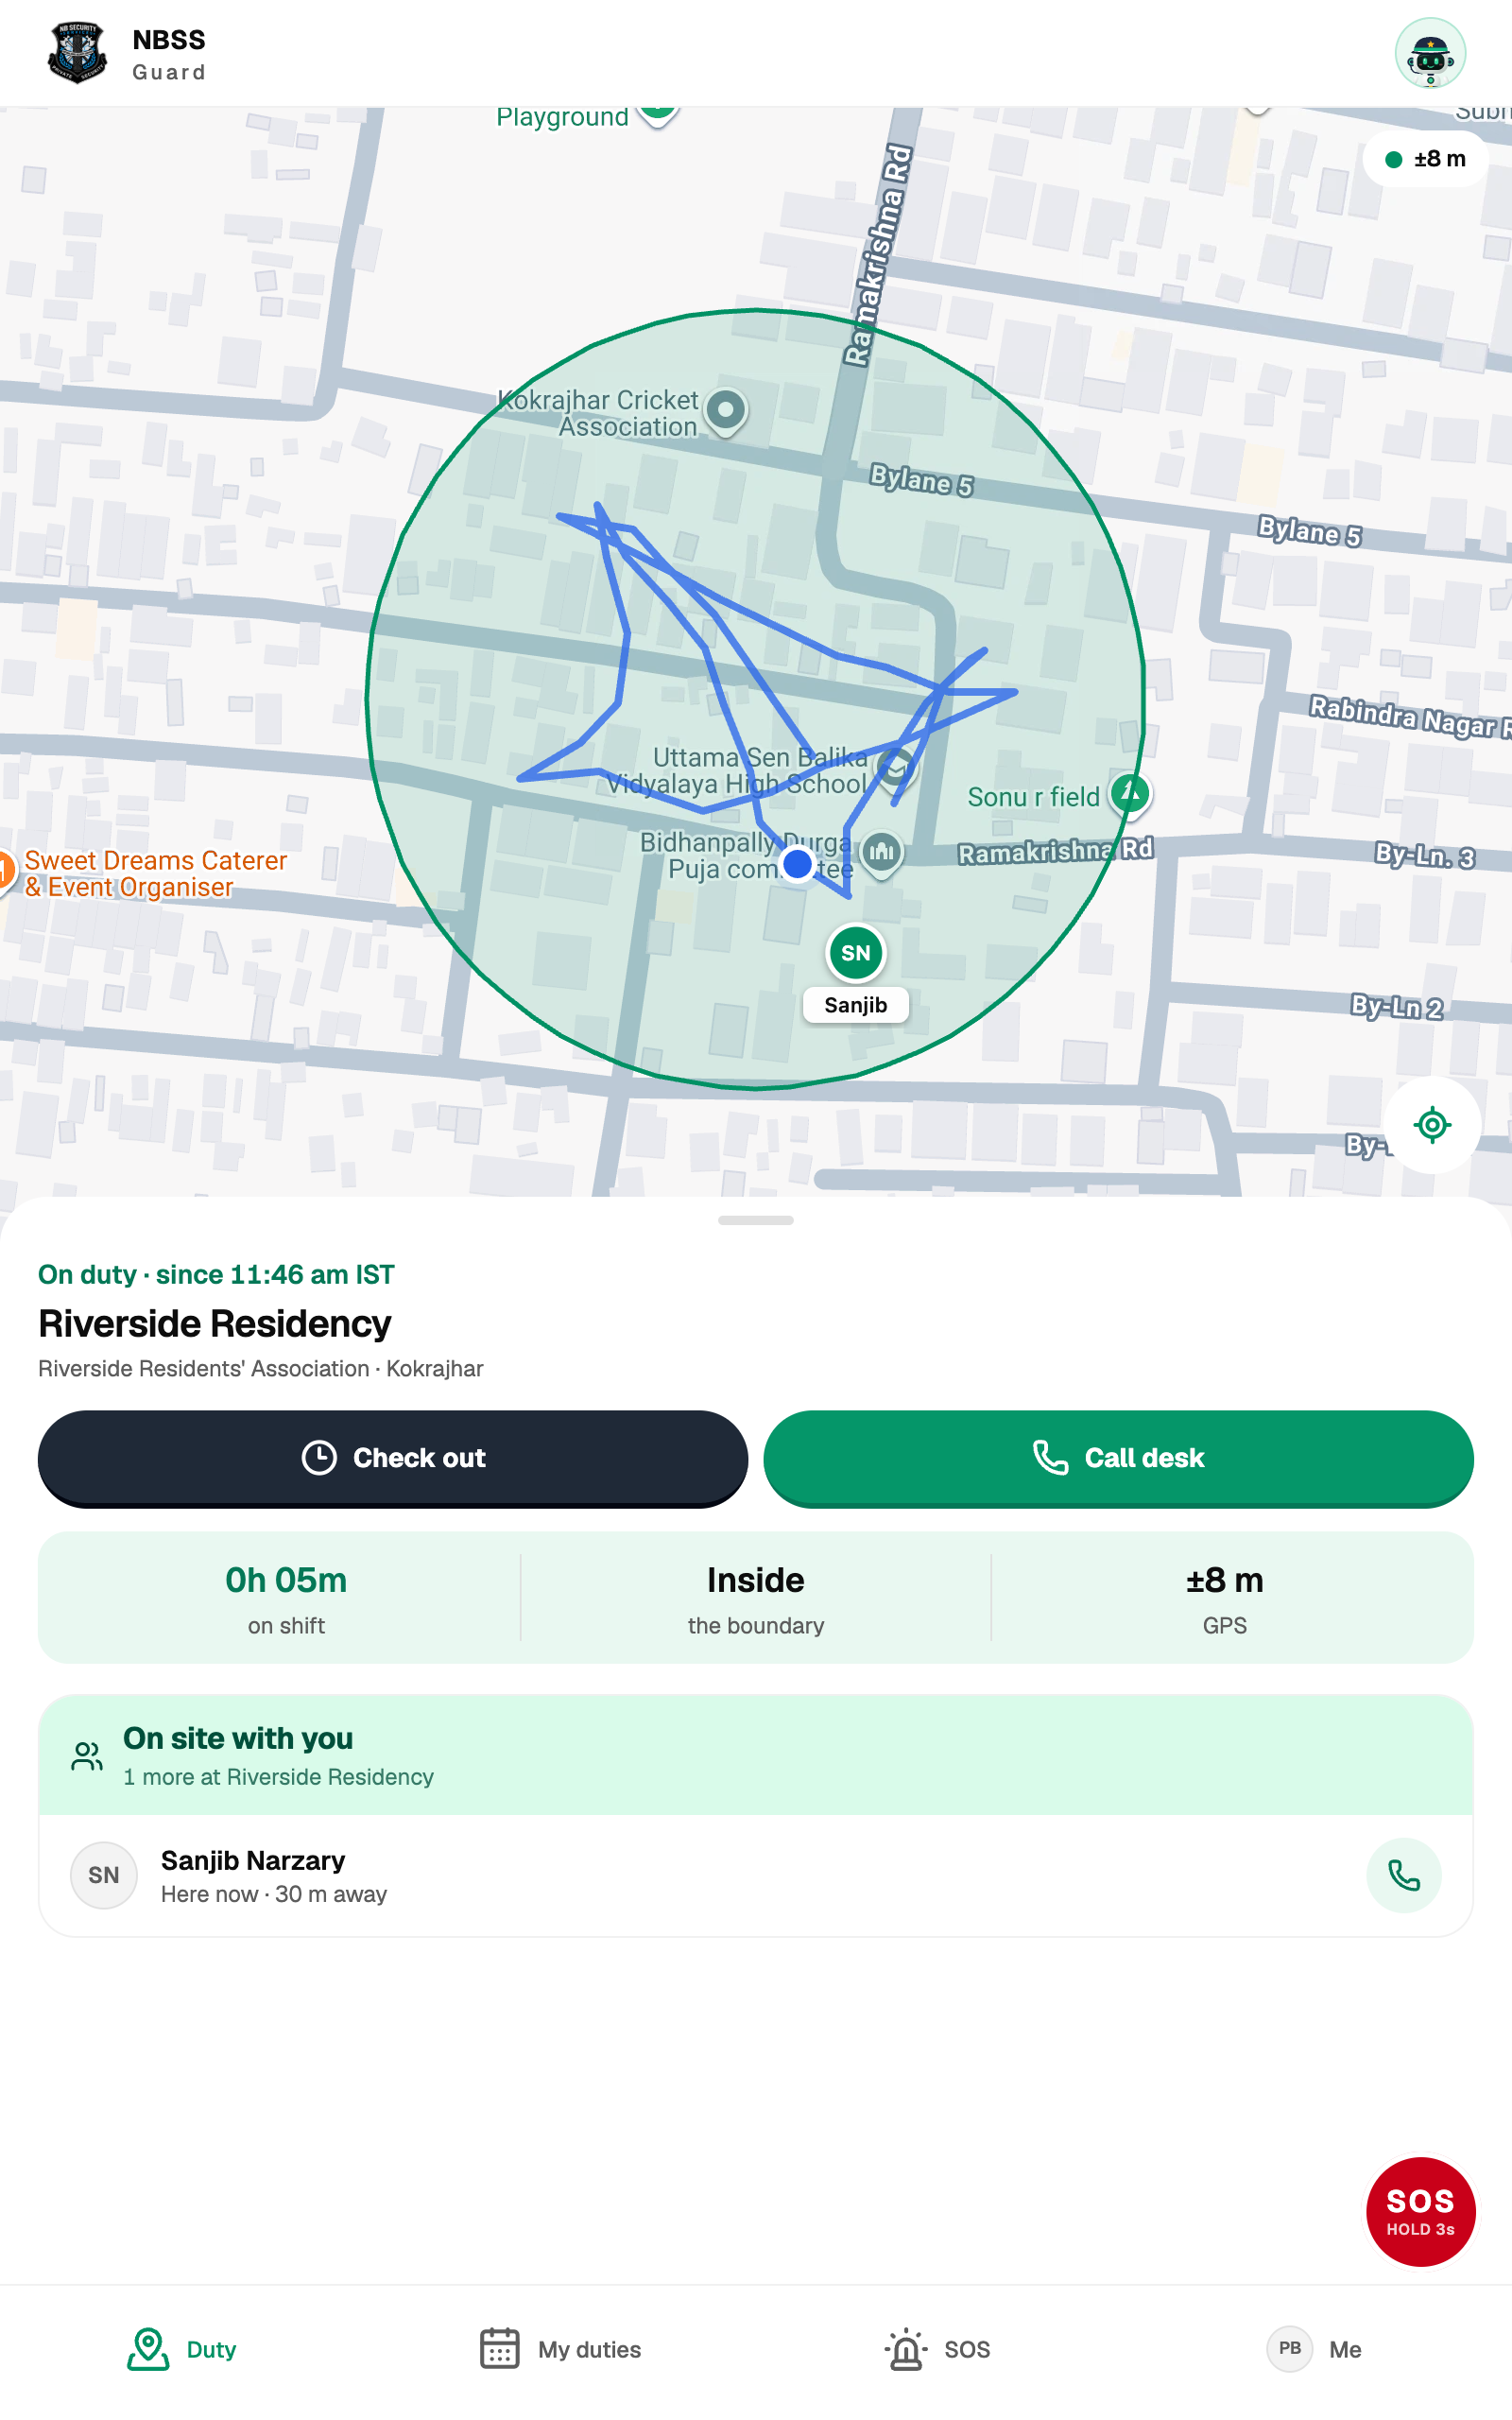 NB SECURITY
NBSS
Guard
Playground
±8 m
Ramakrishna Rd
Kokrajhar Cricket
Association
Bylane 5
Bylane 5
Rabindra Nagar
Uttama Sen Balika
Vidyalaya High School
Sonu r field
Bidhanpally Durga
Puja
Ramakrishna Rd
By-Ln. 3
Sweet Dreams Caterer
& Event Organiser
SN
Sanjib
By-Ln 2
On duty · since 11:46 am IST
Riverside Residency
Riverside Residents' Association · Kokrajhar
Check out
Call desk
0h 05m
on shift
Inside
the boundary
±8 m
GPS
On site with you
1 more at Riverside Residency
SN
Sanjib Narzary
Here now · 30 m away
SOS
HOLD 3s
Duty
My duties
SOS
PB
Me